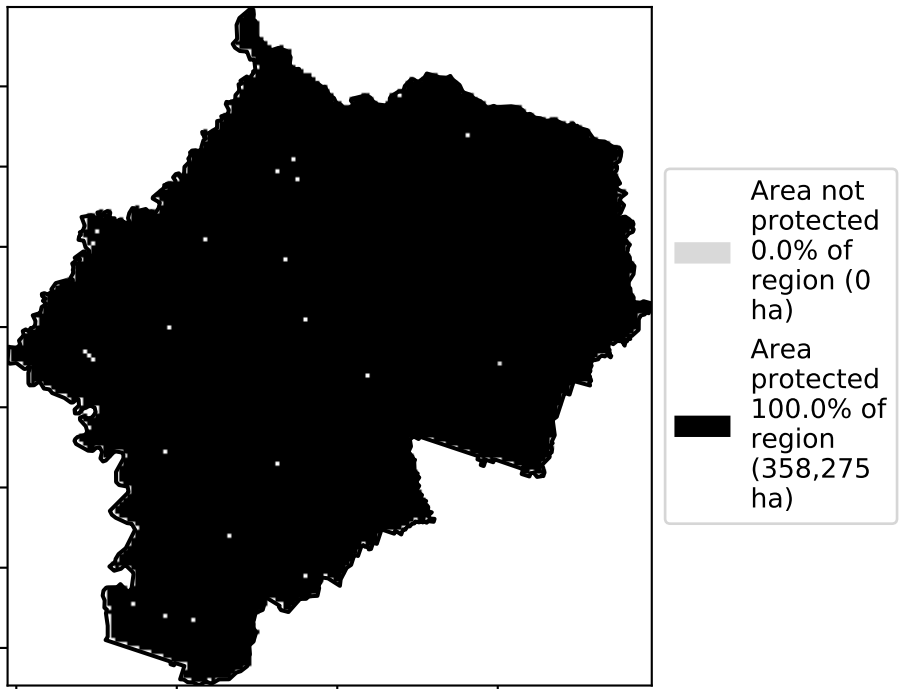 Area not
protected
0.0% of
region (0
ha)
Area
protected
100.0% of
region
(358,275
ha)